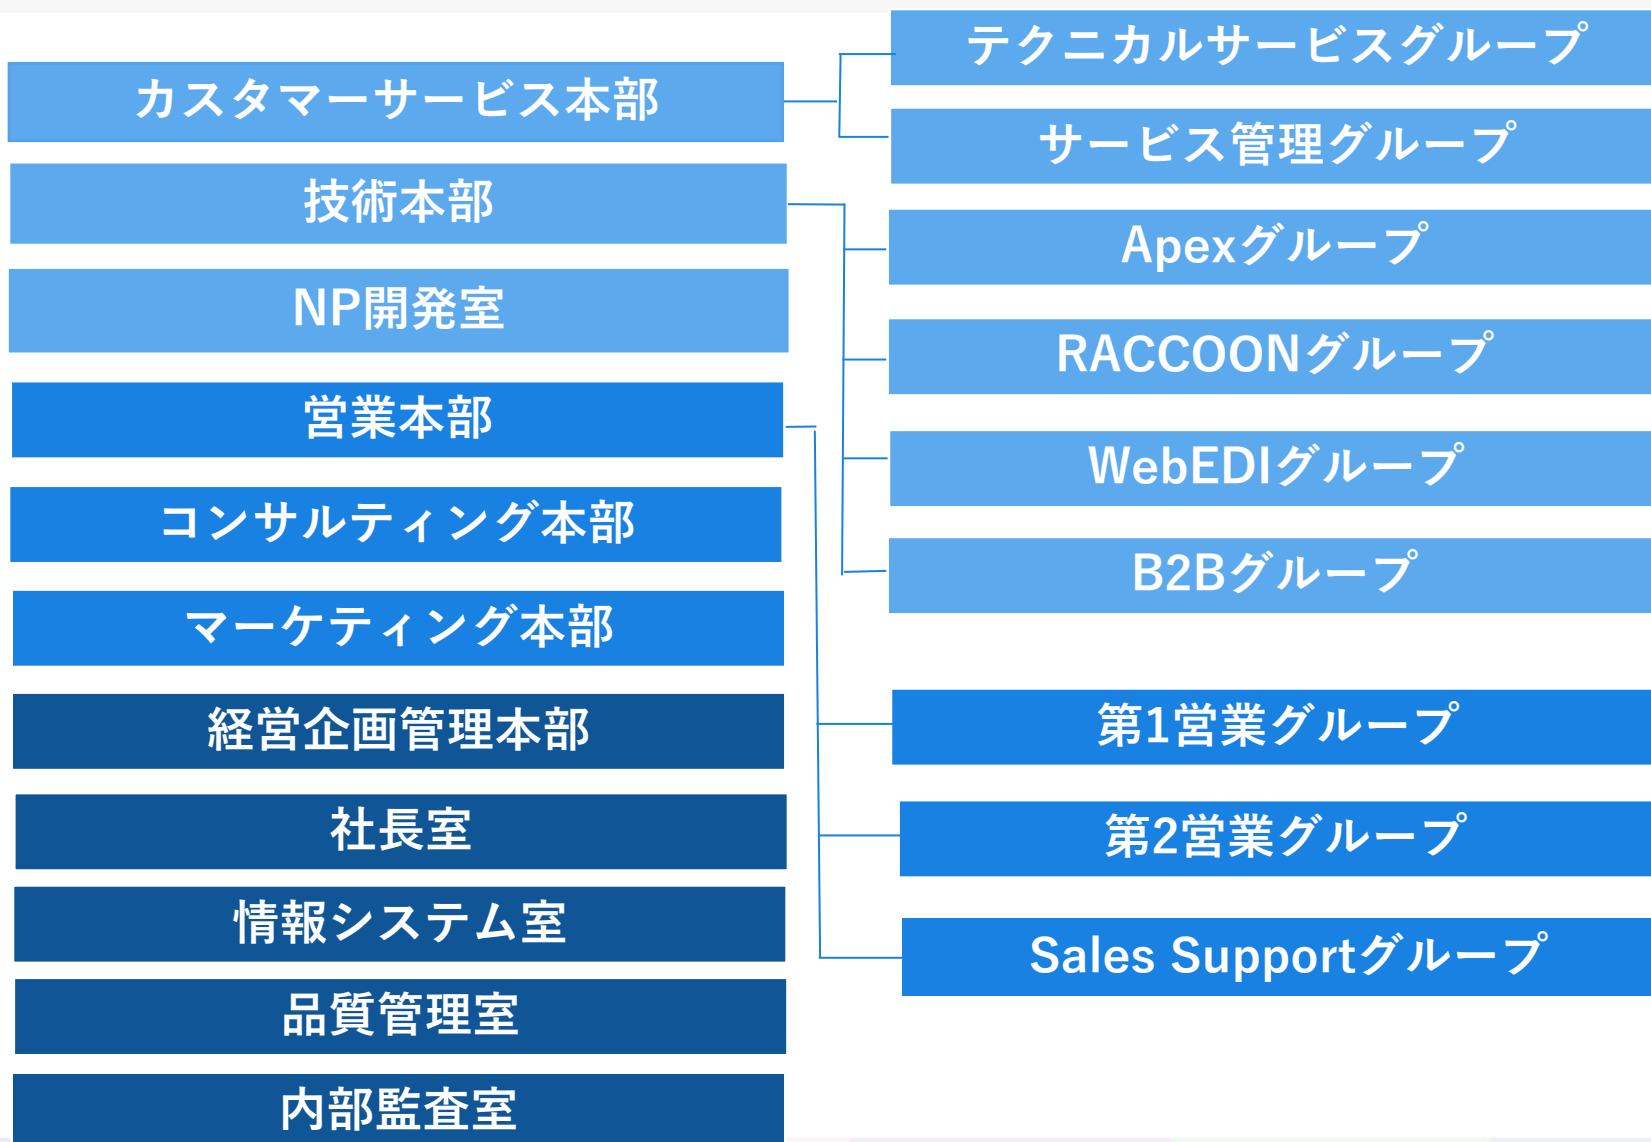 カスタマーサービス本部
技術本部
NP開発室
営業本部
コンサルティング本部
マーケティング本部
経営企画管理本部
社長室
情報システム室
品質管理室
内部監査室
テクニカルサービスグループ
サービス管理グループ
Apexグループ
RACCOONグループ
WebEDIグループ
B2Bグループ
第1営業グループ
第2営業グループ
Sales Supportグループ